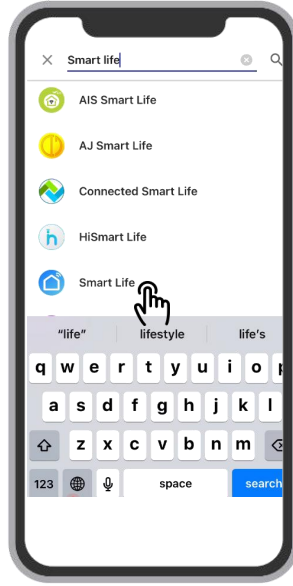 Smart life
AIS Smart Life
AJ Smart Life
Connected Smart Life
HiSmart Life
Smart Life
"life" lifestyle life's
q w e r t y u i o p
a s d f g h j k l
z x c v b n m
123 space search